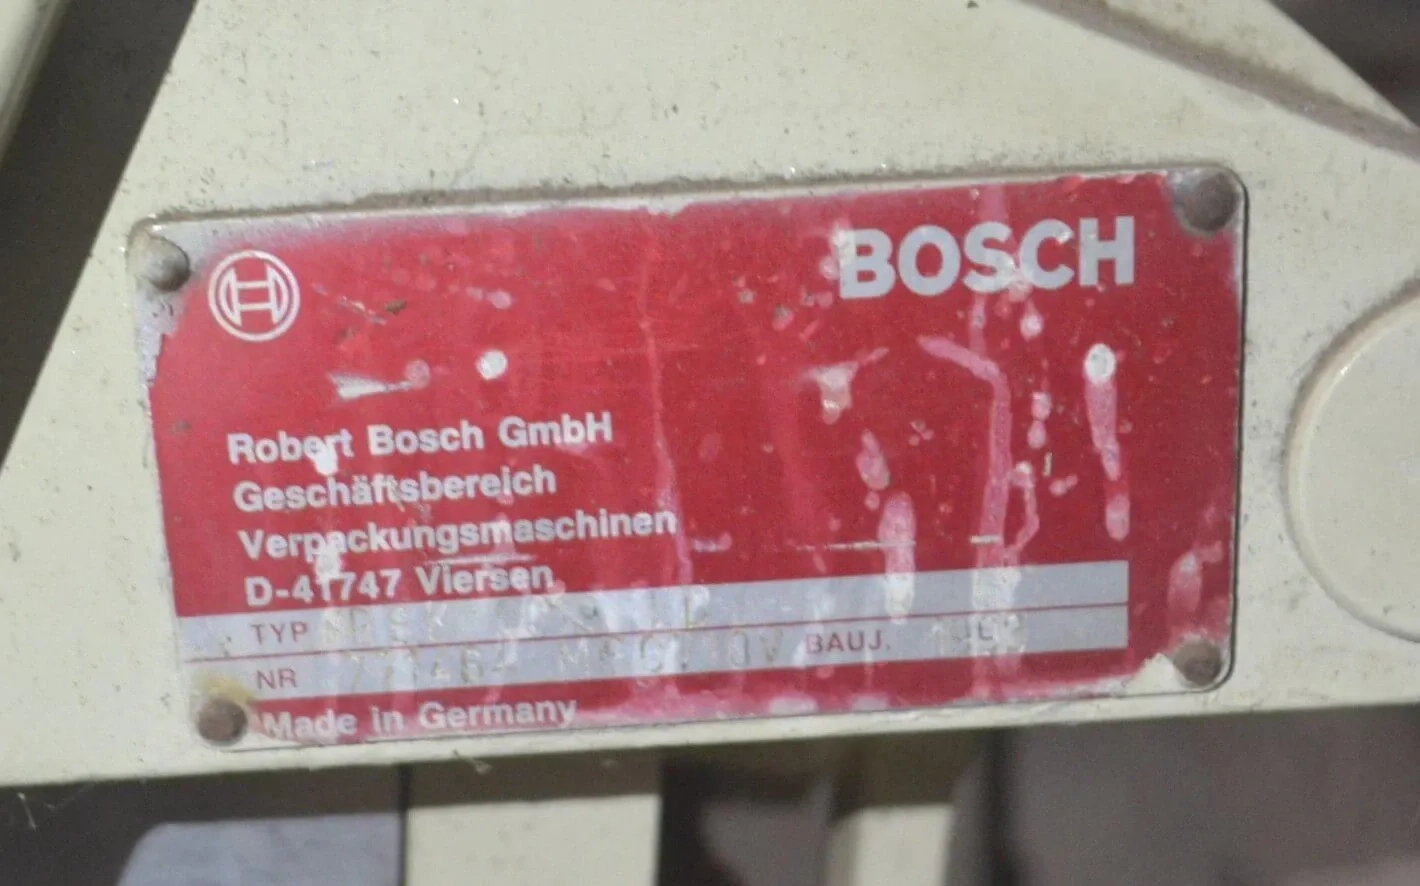 BOSCH
Robert Bosch GmbH
Geschäftsbereich
Verpackungsmaschinen
D-41747 Viersen
TYP
NR BAUJ.
Made in Germany